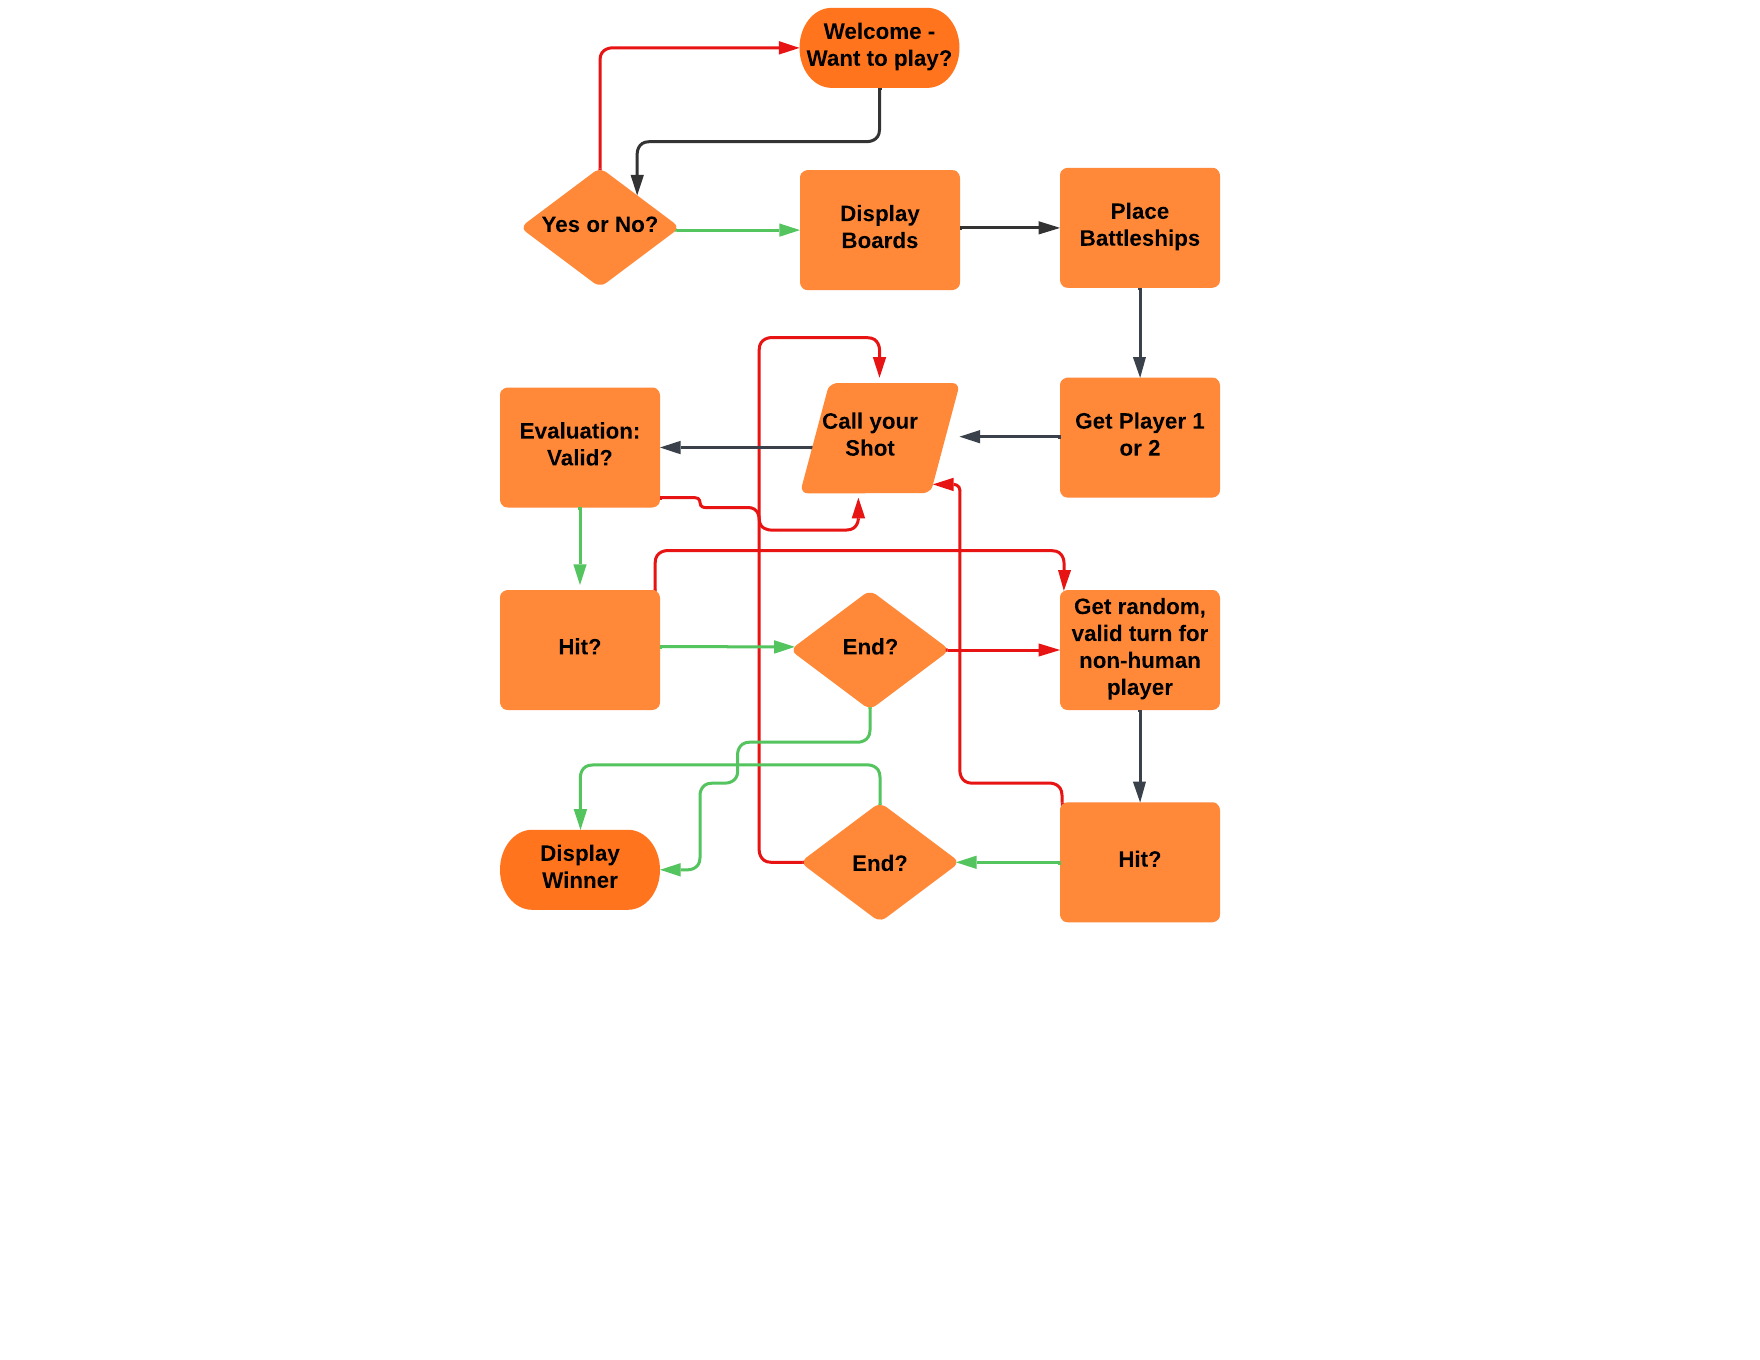 Welcome -
Want to play?
Yes or No?
Display
Boards
Place
Battleships
Evaluation:
Valid?
Call your
Shot
Get Player 1
or 2
Hit?
End?
Get random,
valid turn for
non-human
player
Display
Winner
End?
Hit?